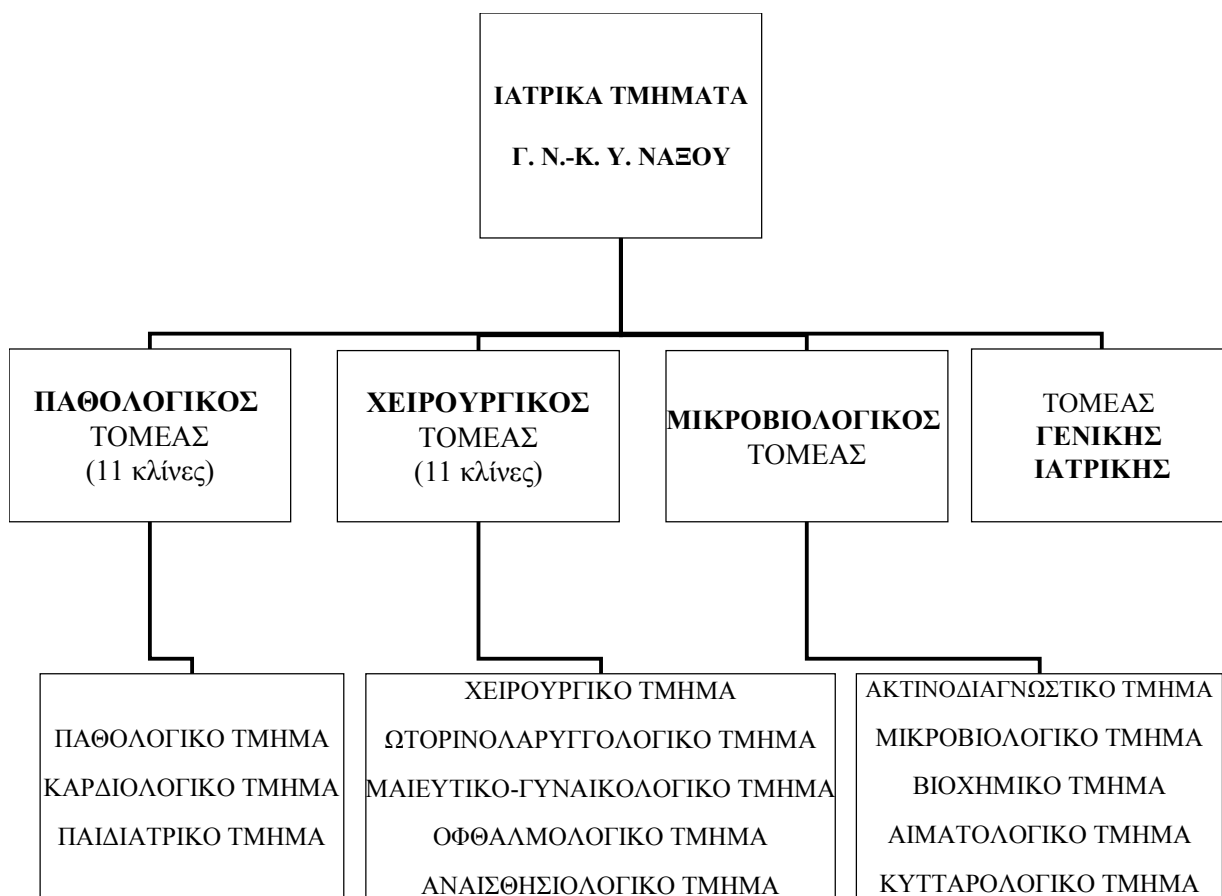 ΙΑΤΡΙΚΑ ΤΜΗΜΑΤΑ
Γ. Ν.-Κ. Υ. ΝΑΞΟΥ
ΠΑΘΟΛΟΓΙΚΟΣ
ΤΟΜΕΑΣ
(11 κλίνες)
ΧΕΙΡΟΥΡΓΙΚΟΣ
ΤΟΜΕΑΣ
(11 κλίνες)
ΜΙΚΡΟΒΙΟΛΟΓΙΚΟΣ
ΤΟΜΕΑΣ
ΤΟΜΕΑΣ
ΓΕΝΙΚΗΣ
ΙΑΤΡΙΚΗΣ
ΠΑΘΟΛΟΓΙΚΟ ΤΜΗΜΑ
ΚΑΡΔΙΟΛΟΓΙΚΟ ΤΜΗΜΑ
ΠΑΙΔΙΑΤΡΙΚΟ ΤΜΗΜΑ
ΧΕΙΡΟΥΡΓΙΚΟ ΤΜΗΜΑ
ΩΤΟΡΙΝΟΛΑΡΥΓΓΟΛΟΓΙΚΟ ΤΜΗΜΑ
ΜΑΙΕΥΤΙΚΟ-ΓΥΝΑΙΚΟΛΟΓΙΚΟ ΤΜΗΜΑ
ΟΦΘΑΛΜΟΛΟΓΙΚΟ ΤΜΗΜΑ
ΑΝΑΙΣΘΗΣΙΟΛΟΓΙΚΟ ΤΜΗΜΑ
ΑΚΤΙΝΟΔΙΑΓΝΩΣΤΙΚΟ ΤΜΗΜΑ
ΜΙΚΡΟΒΙΟΛΟΓΙΚΟ ΤΜΗΜΑ
ΒΙΟΧΗΜΙΚΟ ΤΜΗΜΑ
ΑΙΜΑΤΟΛΟΓΙΚΟ ΤΜΗΜΑ
ΚΥΤΤΑΡΟΛΟΓΙΚΟ ΤΜΗΜΑ